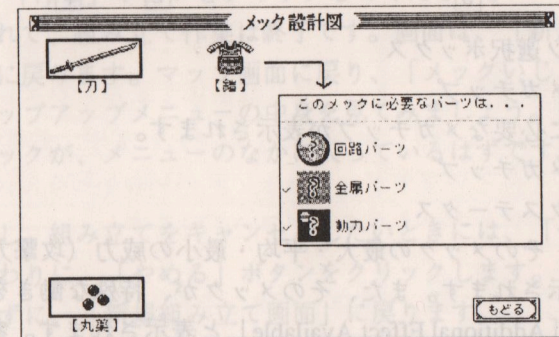 メック設計図
【刀】
【鎧】
このメックに必要なパーツは...
回路パーツ
金属パーツ
動力パーツ
【丸薬】
もどる